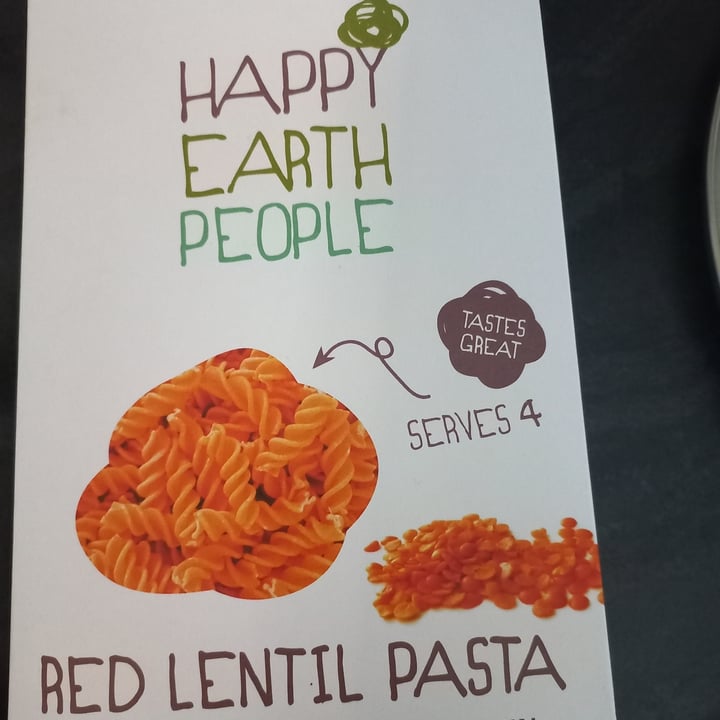 HAPPY
EARTH
PEOPLE
TASTES
GREAT
SERVES 4
RED LENTIL PASTA